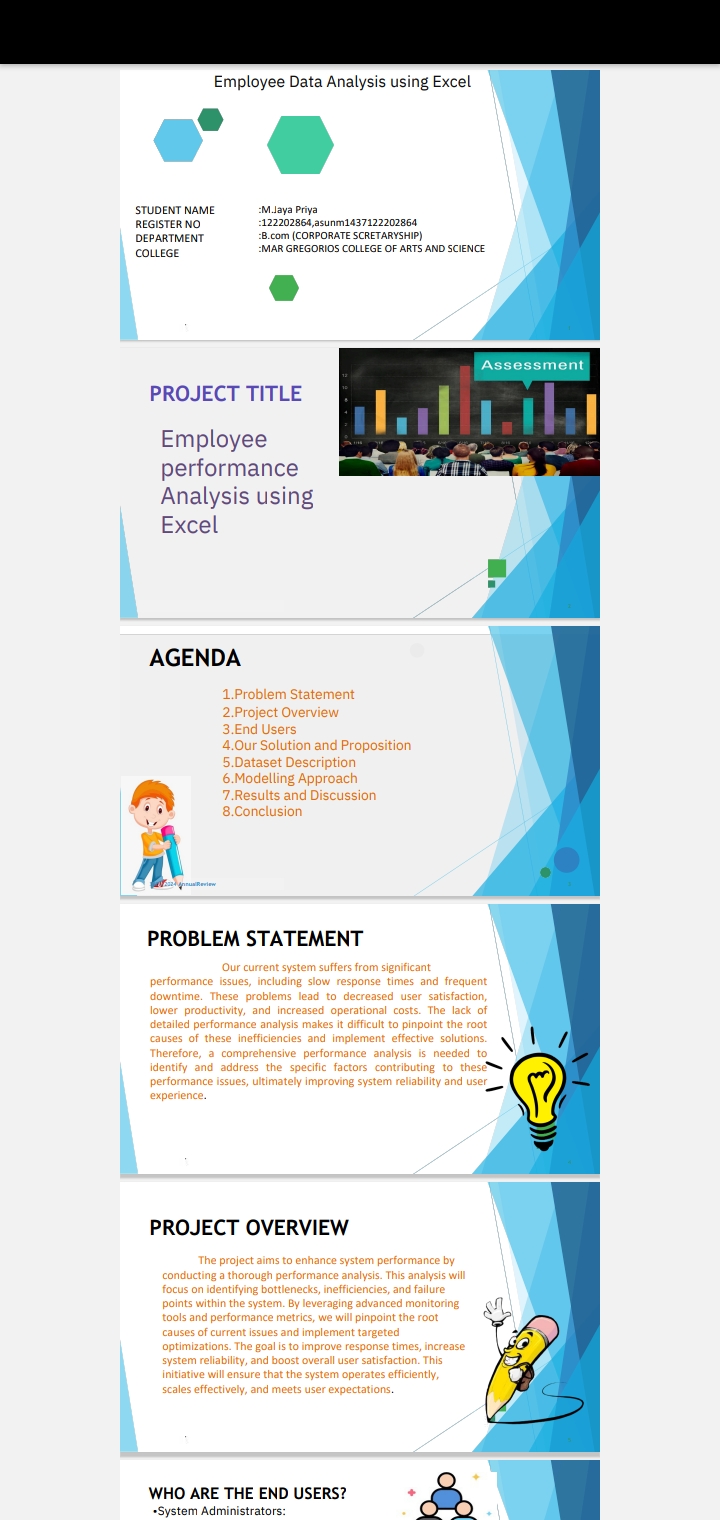 Employee Data Analysis using Excel
STUDENT NAME :M.Jaya Priya
REGISTER NO :122202864,asunm1437122202864
DEPARTMENT :B.com (CORPORATE SCRETARYSHIP)
COLLEGE :MAR GREGORIOS COLLEGE OF ARTS AND SCIENCE
PROJECT TITLE
Assessment
Employee
performance
Analysis using
Excel
AGENDA
1.Problem Statement
2.Project Overview
3.End Users
4.Our Solution and Proposition
5.Dataset Description
6.Modelling Approach
7.Results and Discussion
8.Conclusion
AnnualReview
PROBLEM STATEMENT
Our current system suffers from significant
performance issues, including slow response times and frequent
downtime. These problems lead to decreased user satisfaction,
lower productivity, and increased operational costs. The lack of
detailed performance analysis makes it difficult to pinpoint the root
causes of these inefficiencies and implement effective solutions.
Therefore, a comprehensive performance analysis is needed to
identify and address the specific factors contributing to these
performance issues, ultimately improving system reliability and user
experience.
PROJECT OVERVIEW
The project aims to enhance system performance by
conducting a thorough performance analysis. This analysis will
focus on identifying bottlenecks, inefficiencies, and failure
points within the system. By leveraging advanced monitoring
tools and performance metrics, we will pinpoint the root
causes of current issues and implement targeted
optimizations. The goal is to improve response times, increase
system reliability, and boost overall user satisfaction. This
initiative will ensure that the system operates efficiently,
scales effectively, and meets user expectations.
WHO ARE THE END USERS?
•System Administrators: